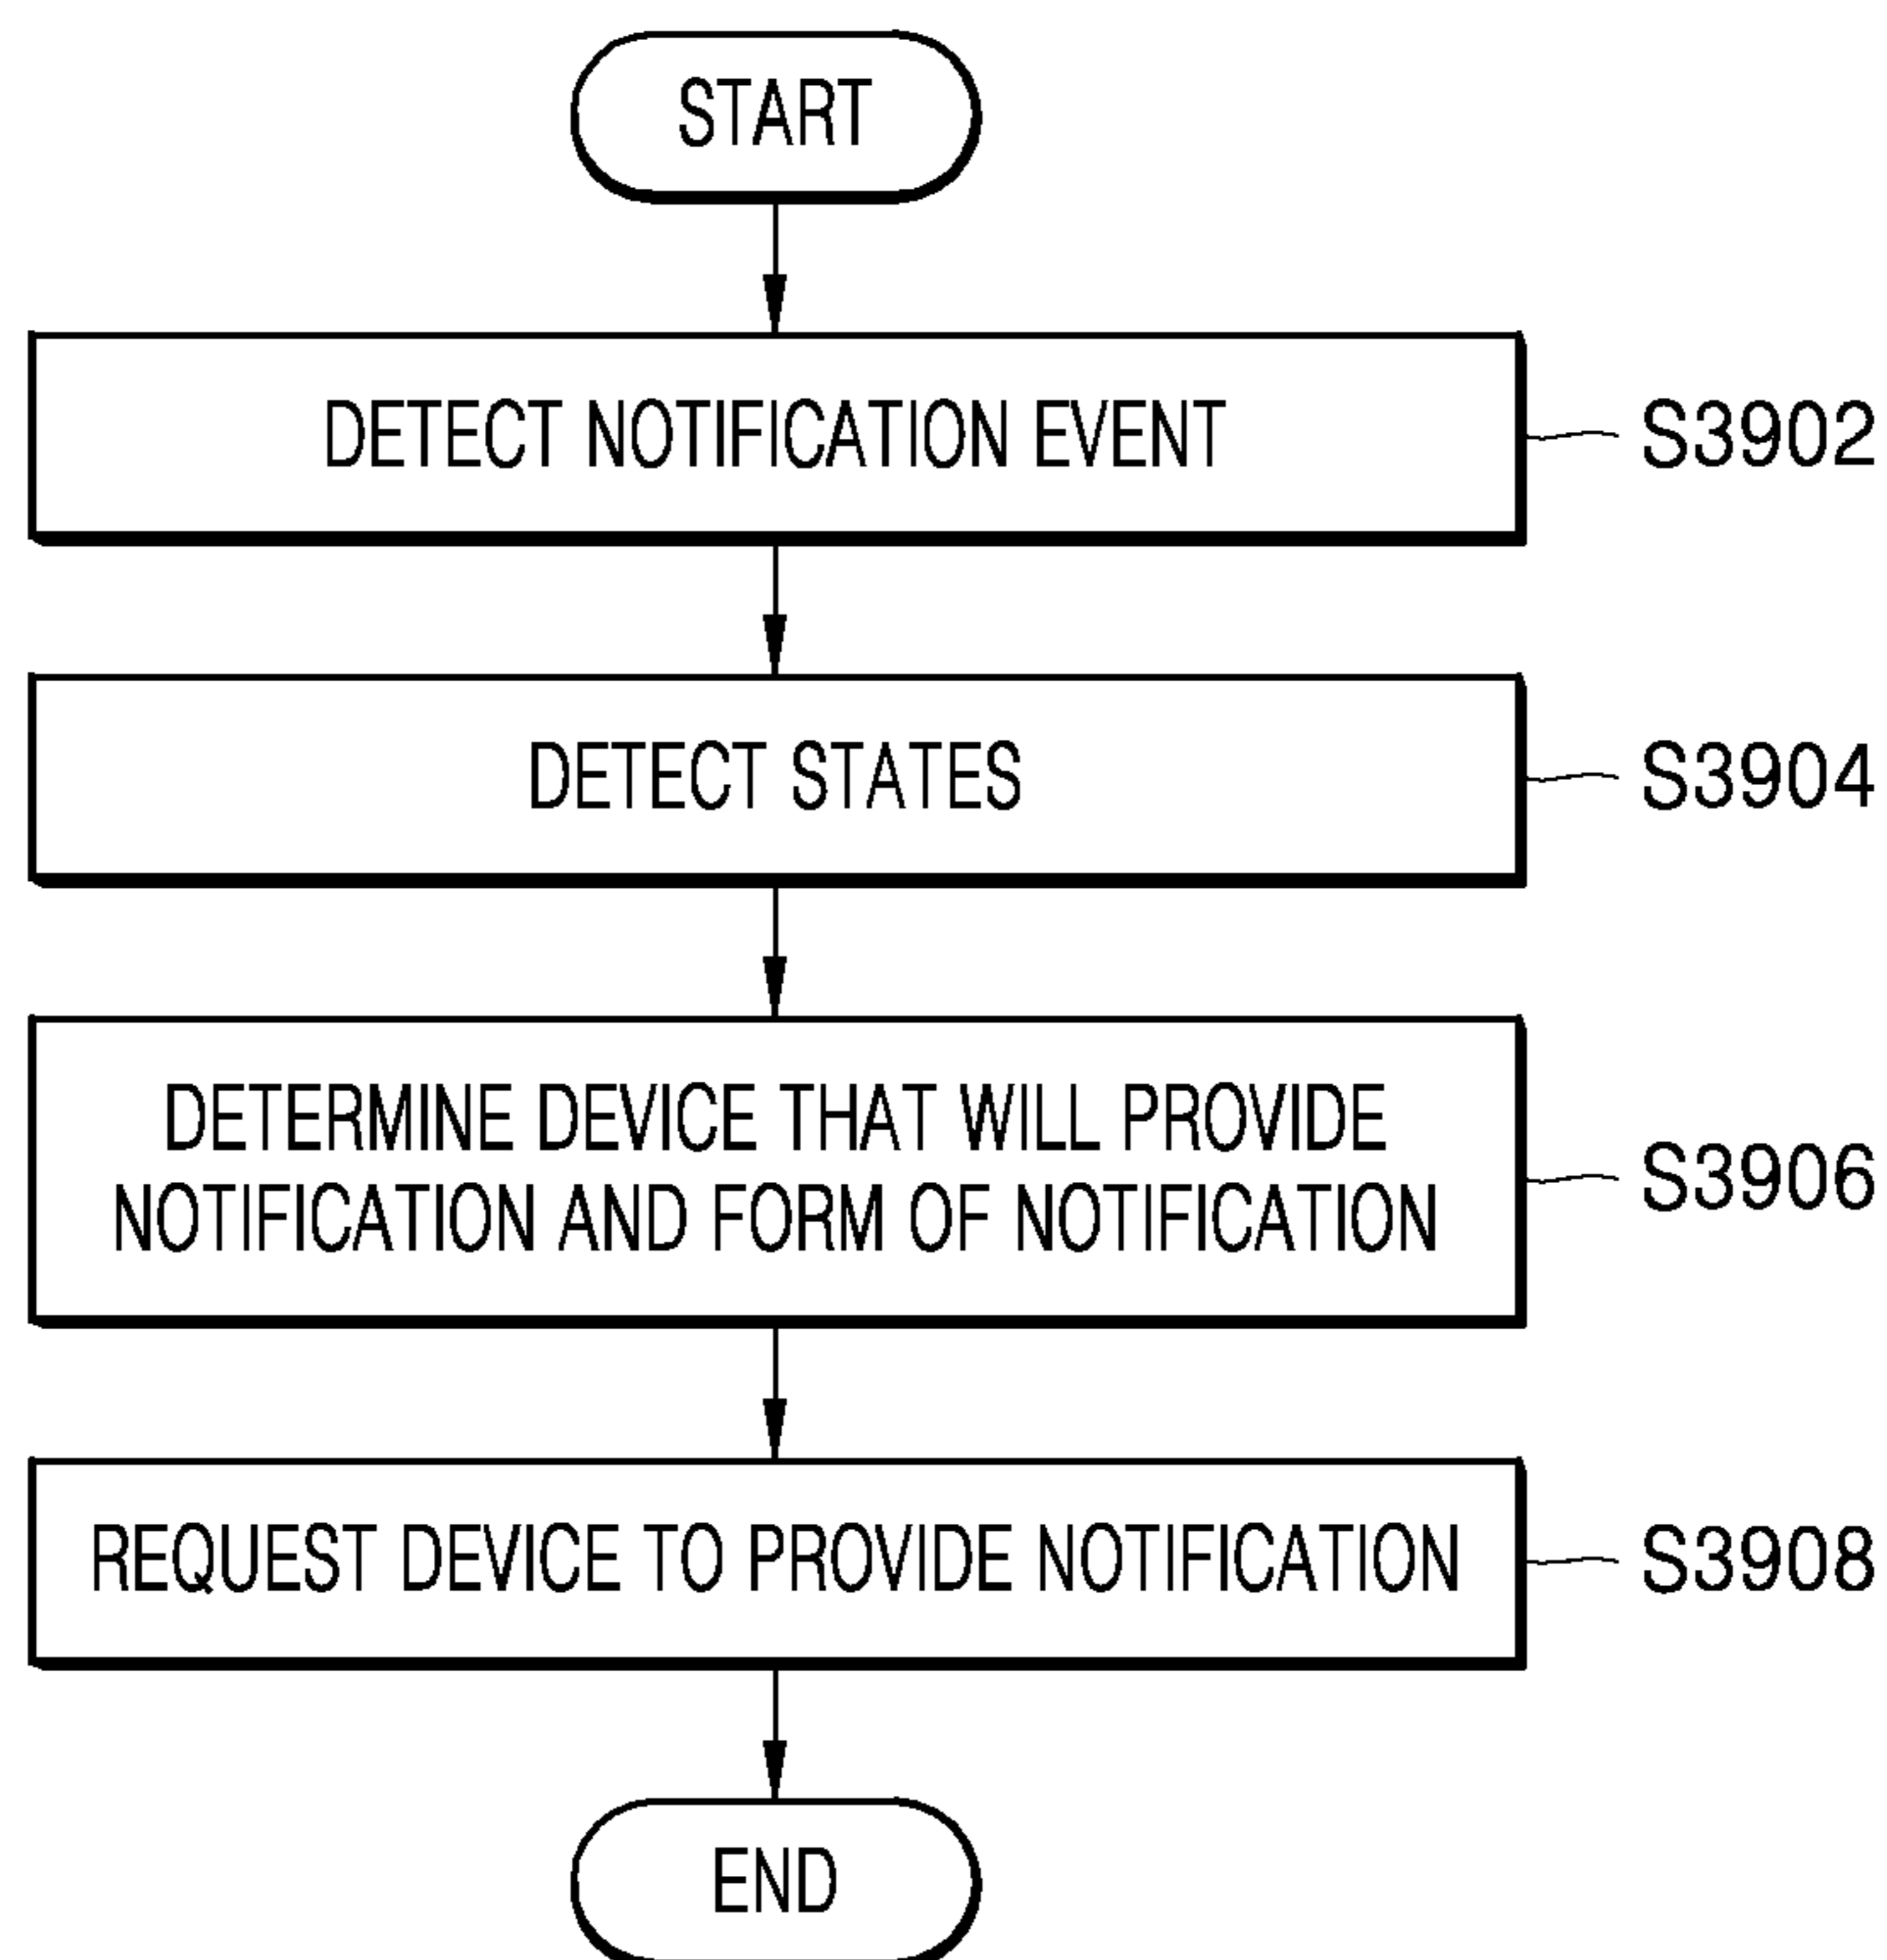 START
DETECT NOTIFICATION EVENT
S3902
DETECT STATES
S3904
DETERMINE DEVICE THAT WILL PROVIDE
NOTIFICATION AND FORM OF NOTIFICATION
S3906
REQUEST DEVICE TO PROVIDE NOTIFICATION
S3908
END